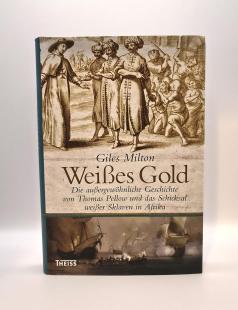 Giles Milton
Weißes Gold
Die außergewöhnliche Geschichte
von Thomas Pellow und das Schicksal
weißer Sklaven in Afrika
THEISS